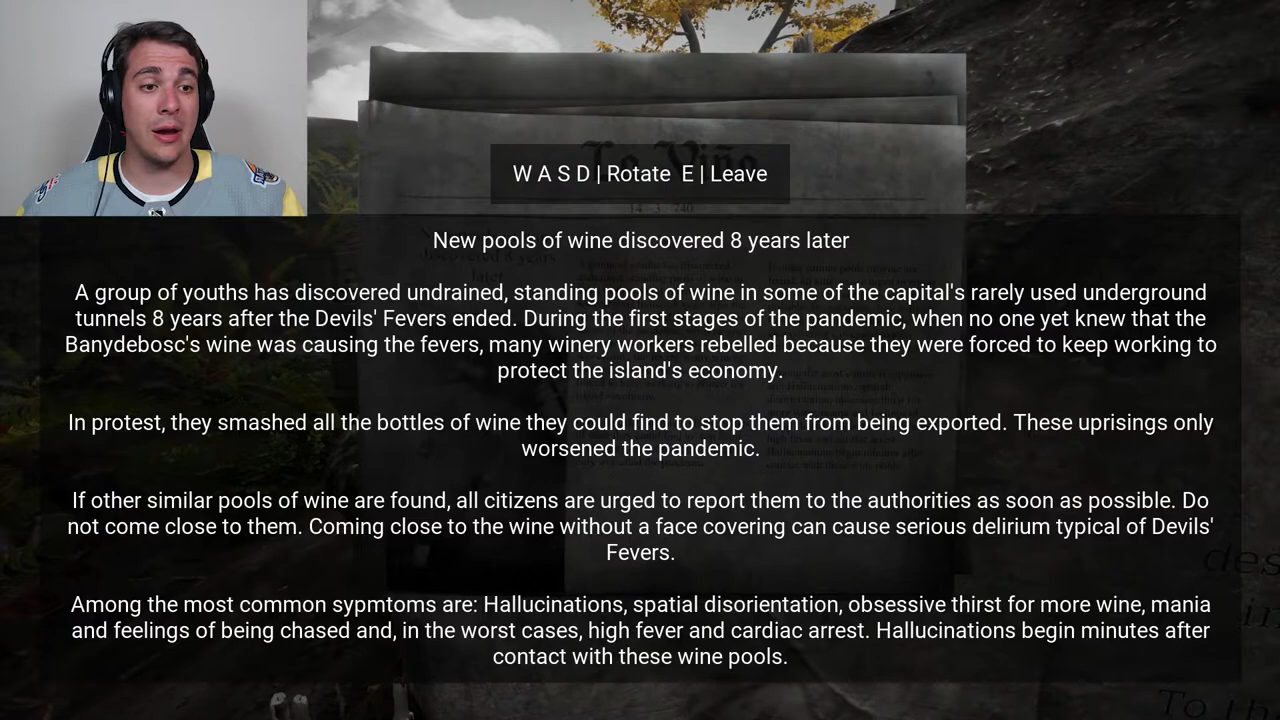 La Viña
W A S D | Rotate E | Leave
14 - 3 - 740
New pools of wine discovered 8 years later
A group of youths has discovered undrained, standing pools of wine in some of the capital's rarely used underground
tunnels 8 years after the Devils' Fevers ended. During the first stages of the pandemic, when no one yet knew that the
Banydebosc's wine was causing the fevers, many winery workers rebelled because they were forced to keep working to
protect the island's economy.
In protest, they smashed all the bottles of wine they could find to stop them from being exported. These uprisings only
worsened the pandemic.
If other similar pools of wine are found, all citizens are urged to report them to the authorities as soon as possible. Do
not come close to them. Coming close to the wine without a face covering can cause serious delirium typical of Devils'
Fevers.
Among the most common sypmtoms are: Hallucinations, spatial disorientation, obsessive thirst for more wine, mania
and feelings of being chased and, in the worst cases, high fever and cardiac arrest. Hallucinations begin minutes after
contact with these wine pools.
des
in
To th